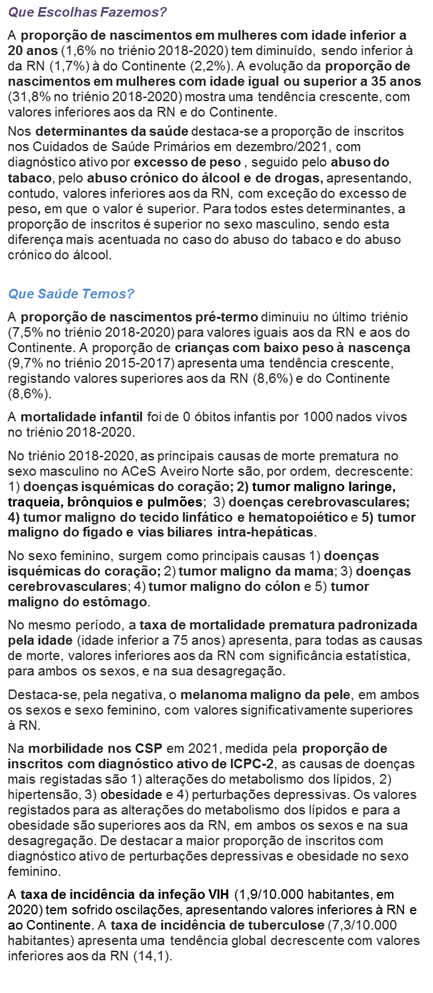 Que Escolhas Fazemos?
A proporção de nascimentos em mulheres com idade inferior a
20 anos (1,6% no triénio 2018-2020) tem diminuído, sendo inferior à
da RN (1,7%) à do Continente (2,2%). A evolução da proporção de
nascimentos em mulheres com idade igual ou superior a 35 anos
(31,8% no triénio 2018-2020) mostra uma tendência crescente, com
valores inferiores aos da RN e do Continente.
Nos determinantes da saúde destaca-se a proporção de inscritos
nos Cuidados de Saúde Primários em dezembro/2021, com
diagnóstico ativo por excesso de peso , seguido pelo abuso do
tabaco, pelo abuso crónico do álcool e de drogas, apresentando,
contudo, valores inferiores aos da RN, com exceção do excesso de
peso, em que o valor é superior. Para todos estes determinantes, a
proporção de inscritos é superior no sexo masculino, sendo esta
diferença mais acentuada no caso do abuso do tabaco e do abuso
crónico do álcool.
Que Saúde Temos?
A proporção de nascimentos pré-termo diminuiu no último triénio
(7,5% no triénio 2018-2020) para valores iguais aos da RN e aos do
Continente. A proporção de crianças com baixo peso à nascença
(9,7% no triénio 2015-2017) apresenta uma tendência crescente,
registando valores superiores aos da RN (8,6%) e do Continente
(8,6%).
A mortalidade infantil foi de 0 óbitos infantis por 1000 nados vivos
no triénio 2018-2020.
No triénio 2018-2020, as principais causas de morte prematura no
sexo masculino no ACeS Aveiro Norte são, por ordem, decrescente:
1) doenças isquémicas do coração; 2) tumor maligno laringe,
traqueia, brônquios e pulmões; 3) doenças cerebrovasculares;
4) tumor maligno do tecido linfático e hematopoiético e 5) tumor
maligno do figado e vias biliares intra-hepáticas.
No sexo feminino, surgem como principais causas 1) doenças
isquémicas do coração; 2) tumor maligno da mama; 3) doenças
cerebrovasculares; 4) tumor maligno do cólon e 5) tumor
maligno do estômago.
No mesmo período, a taxa de mortalidade prematura padronizada
pela idade (idade inferior a 75 anos) apresenta, para todas as causas
de morte, valores inferiores aos da RN com significância estatística,
para ambos os sexos, e na sua desagregação.
Destaca-se, pela negativa, o melanoma maligno da pele, em ambos
os sexos e sexo feminino, com valores significativamente superiores
à RN.
Na morbilidade nos CSP em 2021, medida pela proporção de
inscritos com diagnóstico ativo de ICPC-2, as causas de doenças
mais registadas são 1) alterações do metabolismo dos lípidos, 2)
hipertensão, 3) obesidade e 4) perturbações depressivas. Os valores
registados para as alterações do metabolismo dos lípidos e para a
obesidade são superiores aos da RN, em ambos os sexos e na sua
desagregação. De destacar a maior proporção de inscritos com
diagnóstico ativo de perturbações depressivas e obesidade no sexo
feminino.
A taxa de incidência da infeção VIH (1,9/10.000 habitantes, em
2020) tem sofrido oscilações, apresentando valores inferiores à RN e
ao Continente. A taxa de incidência de tuberculose (7,3/10.000
habitantes) apresenta uma tendência global decrescente com valores
inferiores aos da RN (14,1).